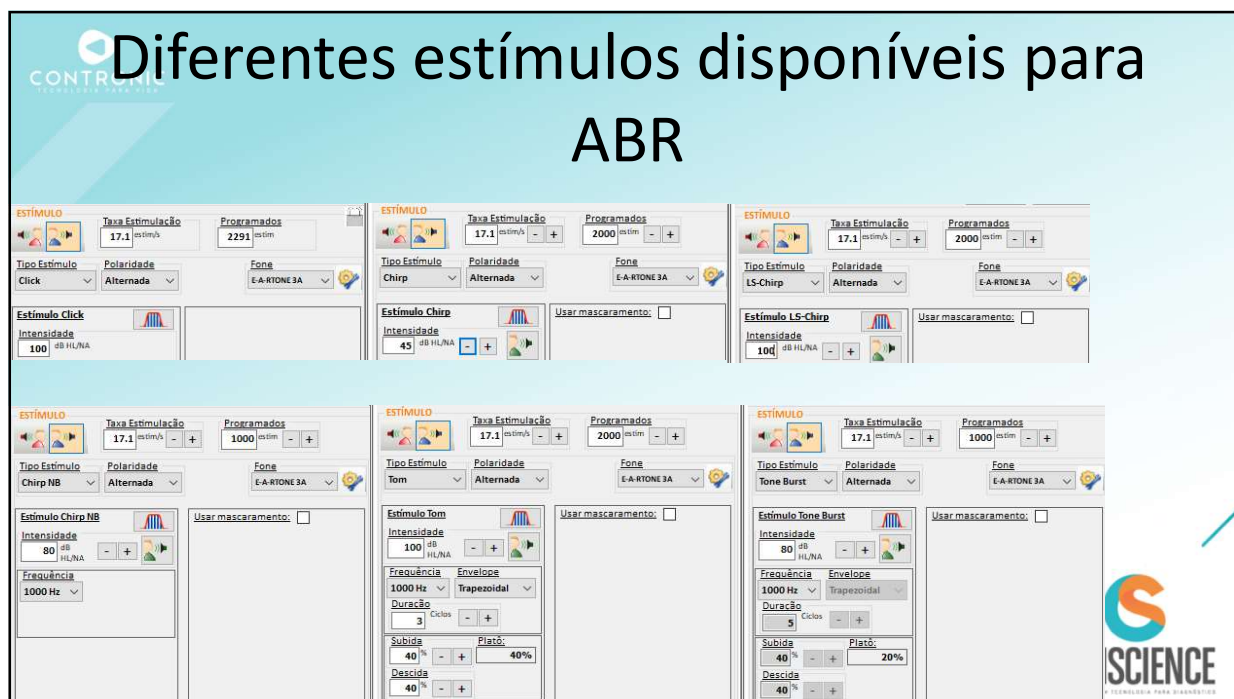 CONTRONIC
TECNOLOGIA PARA VIDA
Diferentes estímulos disponíveis para
ABR
ESTÍMULO
Taxa Estimulação
Programados
17.1 estim/s
2291 estim
Tipo Estímulo
Polaridade
Fone
Click
Alternada
E-A-RTONE 3A
Estímulo Click
Intensidade
100 dB HL/NA
ESTÍMULO
Taxa Estimulação
Programados
17.1 estim/s - +
2000 estim - +
Tipo Estímulo
Polaridade
Fone
Chirp
Alternada
E-A-RTONE 3A
Estímulo Chirp
Usar mascaramento:
Intensidade
45 dB HL/NA - +
ESTÍMULO
Taxa Estimulação
Programados
17.1 estim/s - +
2000 estim - +
Tipo Estímulo
Polaridade
Fone
LS-Chirp
Alternada
E-A-RTONE 3A
Estímulo LS-Chirp
Usar mascaramento:
Intensidade
100 dB HL/NA - +
ESTÍMULO
Taxa Estimulação
Programados
17.1 estim/s - +
1000 estim - +
Tipo Estímulo
Polaridade
Fone
Chirp NB
Alternada
E-A-RTONE 3A
Estímulo Chirp NB
Usar mascaramento:
Intensidade
80 dB HL/NA - +
Frequência
1000 Hz
ESTÍMULO
Taxa Estimulação
Programados
17.1 estim/s - +
2000 estim - +
Tipo Estímulo
Polaridade
Fone
Tom
Alternada
E-A-RTONE 3A
Estímulo Tom
Usar mascaramento:
Intensidade
100 dB HL/NA - +
Frequência
Envelope
1000 Hz
Trapezoidal
Duração
3 Ciclos - +
Subida
Platô:
40 % - +
40%
Descida
40 % - +
ESTÍMULO
Taxa Estimulação
Programados
17.1 estim/s - +
1000 estim - +
Tipo Estímulo
Polaridade
Fone
Tone Burst
Alternada
E-A-RTONE 3A
Estímulo Tone Burst
Usar mascaramento:
Intensidade
80 dB HL/NA - +
Frequência
Envelope
1000 Hz
Trapezoidal
Duração
5 Ciclos - +
Subida
Platô:
40 % - +
20%
Descida
40 % - +
SCIENCE
A TECNOLOGIA PARA DIAGNÓSTICO